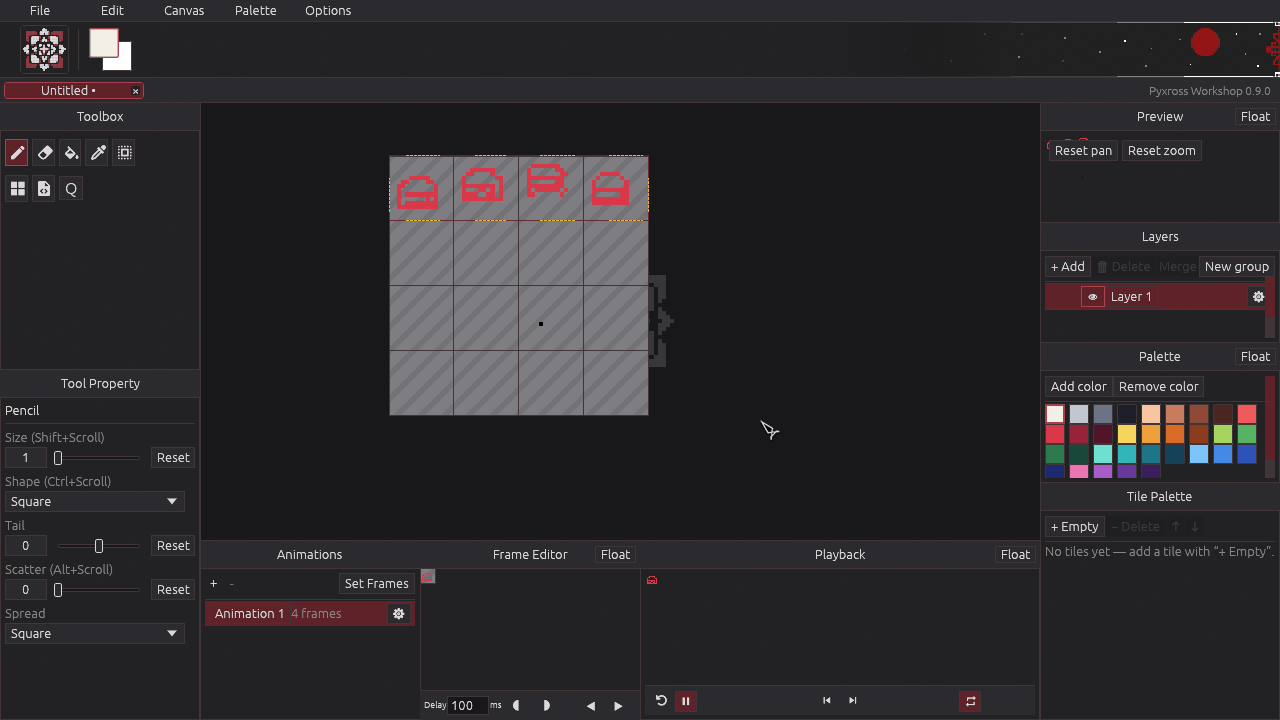 File Edit Canvas Palette Options
Untitled • ×
Pyxross Workshop 0.9.0
Toolbox
Q
Tool Property
Pencil
Size (Shift+Scroll)
1 Reset
Shape (Ctrl+Scroll)
Square
Tail
0 Reset
Scatter (Alt+Scroll)
0 Reset
Spread
Square
Animations
+ - Set Frames
Animation 1 4 frames
Frame Editor Float
Delay 100 ms
Playback Float
Preview Float
Reset pan Reset zoom
Layers
+ Add Delete Merge New group
Layer 1
Palette Float
Add color Remove color
Tile Palette
+ Empty − Delete ↑ ↓
No tiles yet — add a tile with “+ Empty”.